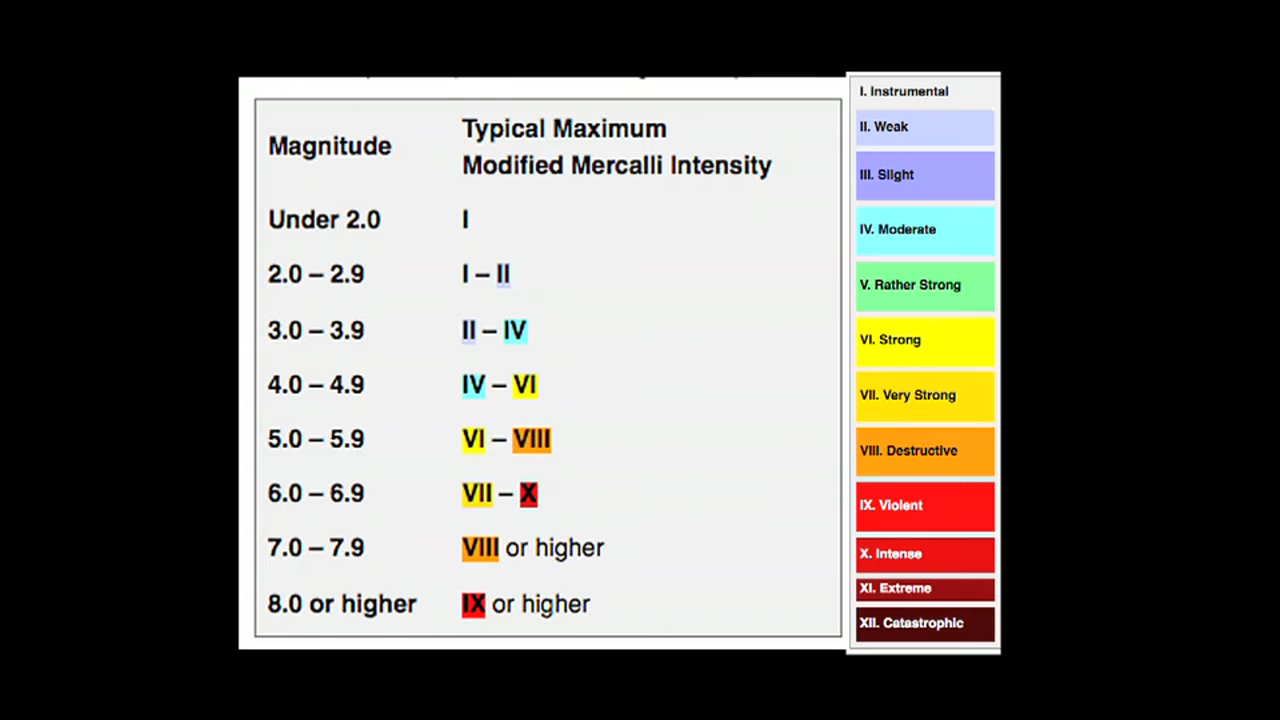 Magnitude
Typical Maximum
Modified Mercalli Intensity
Under 2.0 I
2.0 – 2.9 I – II
3.0 – 3.9 II – IV
4.0 – 4.9 IV – VI
5.0 – 5.9 VI – VIII
6.0 – 6.9 VII – X
7.0 – 7.9 VIII or higher
8.0 or higher IX or higher
I. Instrumental
II. Weak
III. Slight
IV. Moderate
V. Rather Strong
VI. Strong
VII. Very Strong
VIII. Destructive
IX. Violent
X. Intense
XI. Extreme
XII. Catastrophic